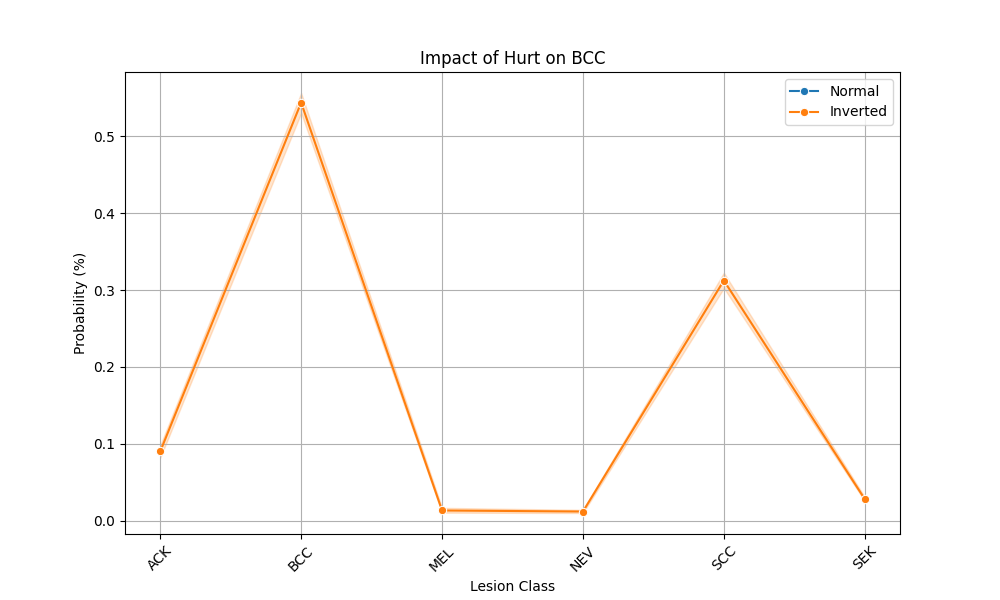 Impact of Hurt on BCC
Normal
Inverted
Probability (%)
0.5
0.4
0.3
0.2
0.1
0.0
ACK
BCC
MEL
NEV
SCC
SEK
Lesion Class